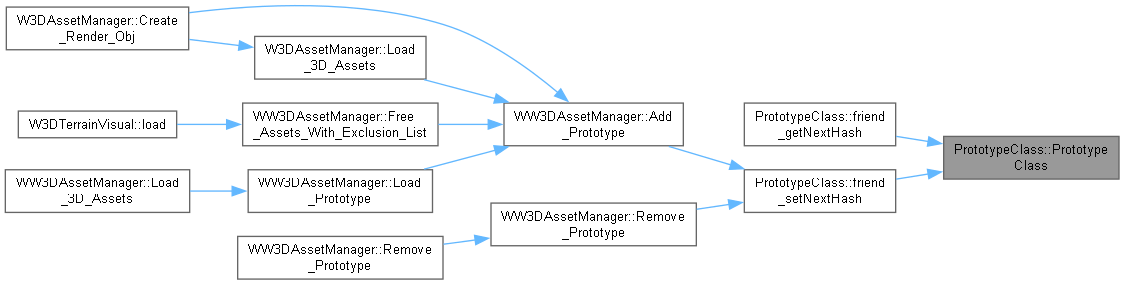 W3DAssetManager::Create
_Render_Obj
W3DAssetManager::Load
_3D_Assets
W3DTerrainVisual::load
WW3DAssetManager::Free
_Assets_With_Exclusion_List
WW3DAssetManager::Add
_Prototype
PrototypeClass::friend
_getNextHash
PrototypeClass::Prototype
Class
WW3DAssetManager::Load
_3D_Assets
WW3DAssetManager::Load
_Prototype
PrototypeClass::friend
_setNextHash
WW3DAssetManager::Remove
_Prototype
WW3DAssetManager::Remove
_Prototype